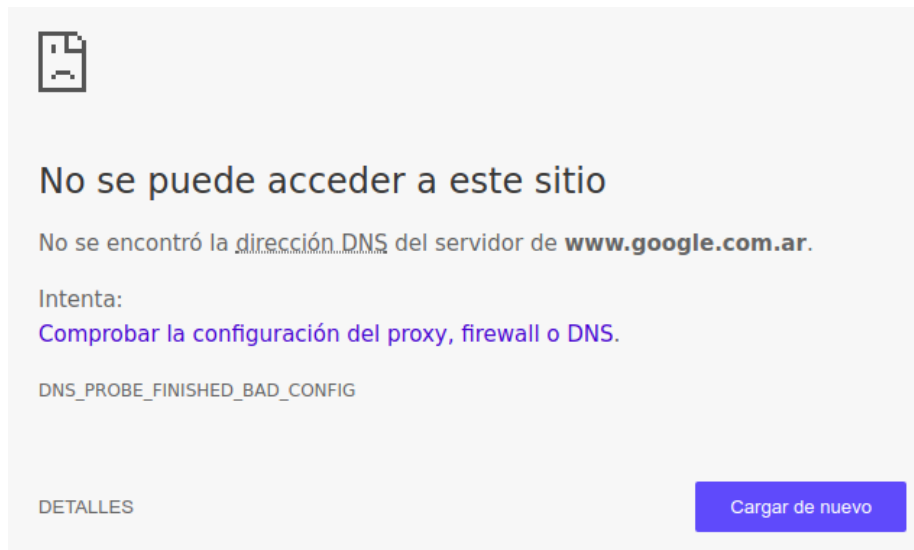 No se puede acceder a este sitio
No se encontró la dirección DNS del servidor de www.google.com.ar.
Intenta:
Comprobar la configuración del proxy, firewall o DNS.
DNS_PROBE_FINISHED_BAD_CONFIG
DETALLES
Cargar de nuevo